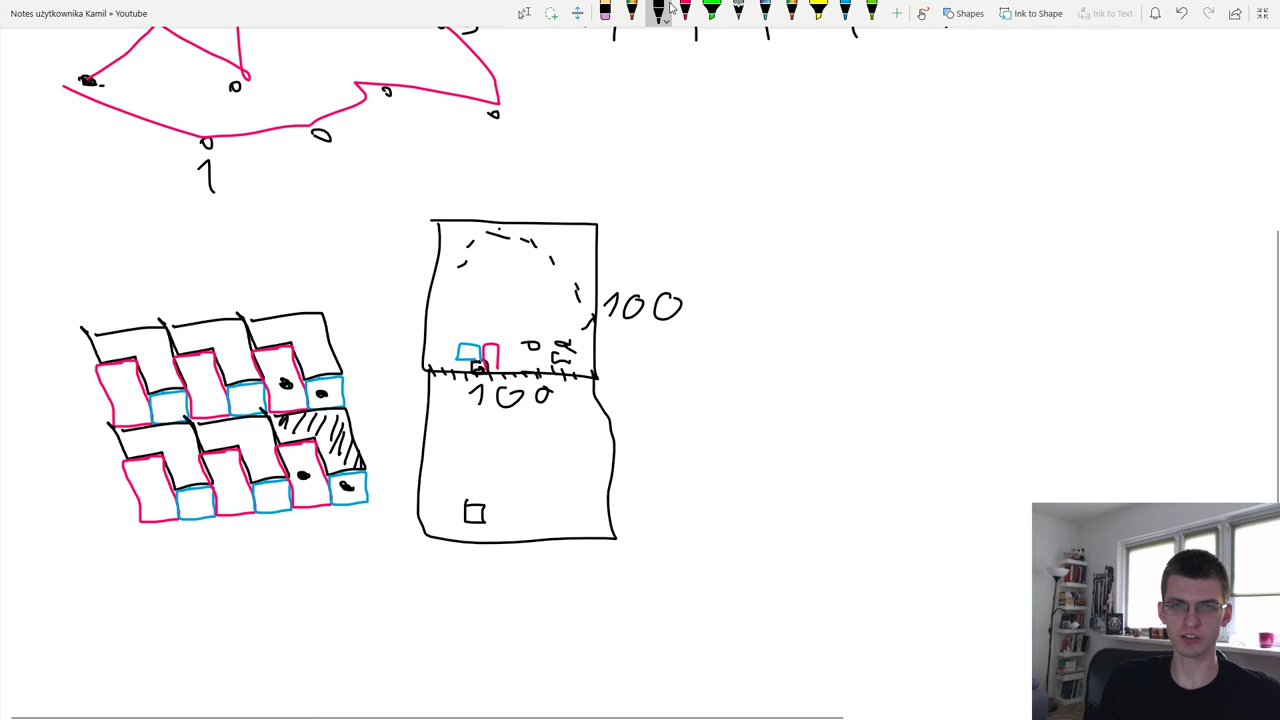 Notes użytkownika Kamil » Youtube
Shapes
Ink to Shape
Ink to Text
1
100
100